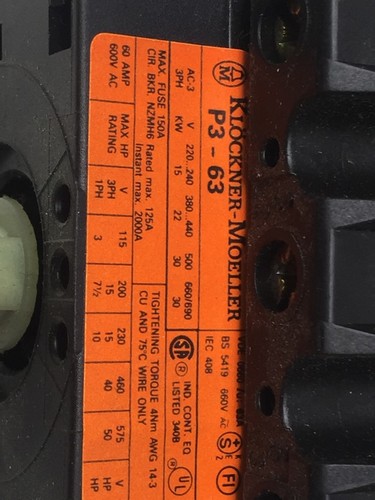 M
KLÖCKNER-MOELLER
P3-63
VDE
IEC 408
BS 5419 660V AC
AC-3 V 220...240 380...440 500 660/690
3PH KW 15 22 30 30
S
FI
MAX. FUSE 150A
CIR. BKR. NZMH6 Rated max. 125A
Instant max. 2000A
IND. CONT. EQ
LISTED 340B
UL
60 AMP MAX HP V 115 200 230 460 575 V
600V AC RATING 3PH 15 15 40 50 HP
1PH 3 7½ 10 HP
TIGHTENING TORQUE 4Nm AWG 14-3
CU AND 75°C WIRE ONLY